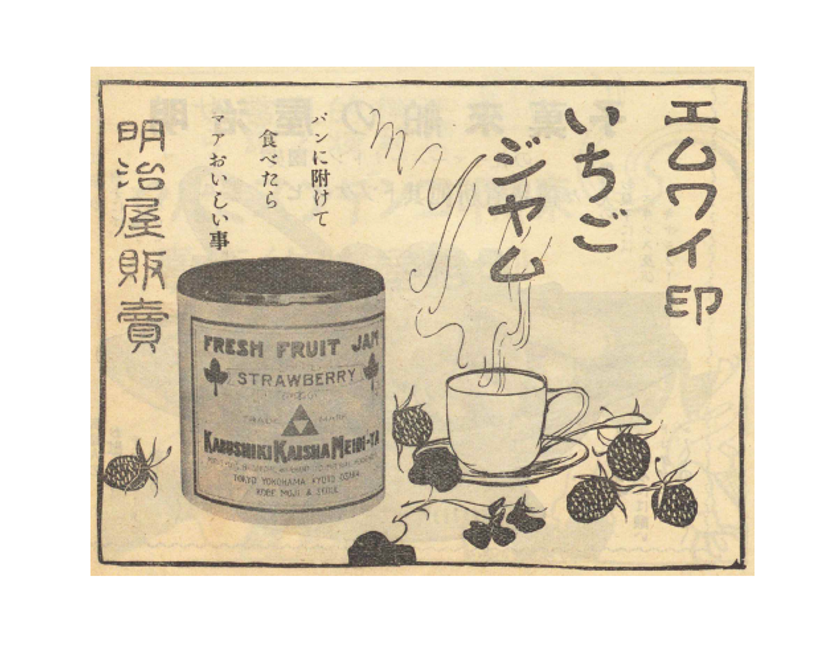 エムワイ印
いちご
ジャム
my
パンに附けて
食べたら
マアおいしい事
明治屋販賣
FRESH FRUIT JAM
STRAWBERRY
TRADE MARK
KABUSHIKI KAISHA MEIDI-YA
TOKYO YOKOHAMA KYOTO OSAKA
KOBE MOJI & SEOUL